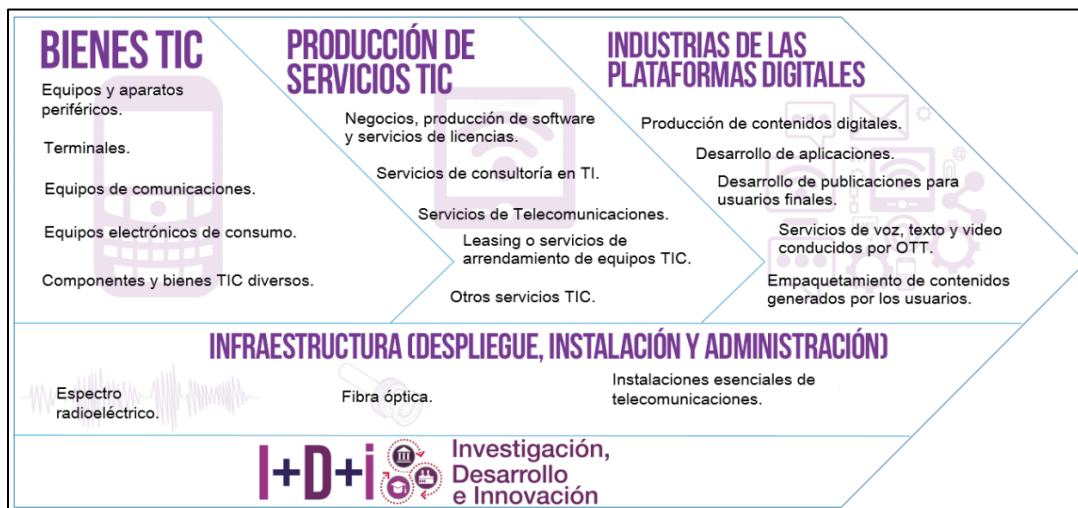 BIENES TIC
Equipos y aparatos
periféricos.
Terminales.
Equipos de comunicaciones.
Equipos electrónicos de consumo.
Componentes y bienes TIC diversos.
PRODUCCIÓN DE
SERVICIOS TIC
Negocios, producción de software
y servicios de licencias.
Servicios de consultoría en TI.
Servicios de Telecomunicaciones.
Leasing o servicios de
arrendamiento de equipos TIC.
Otros servicios TIC.
INDUSTRIAS DE LAS
PLATAFORMAS DIGITALES
Producción de contenidos digitales.
Desarrollo de aplicaciones.
Desarrollo de publicaciones para
usuarios finales.
Servicios de voz, texto y video
conducidos por OTT.
Empaquetamiento de contenidos
generados por los usuarios.
INFRAESTRUCTURA (DESPLIEGUE, INSTALACIÓN Y ADMINISTRACIÓN)
Espectro
radioeléctrico.
Fibra óptica.
Instalaciones esenciales de
telecomunicaciones.
I+D+i
Investigación,
Desarrollo
e Innovación